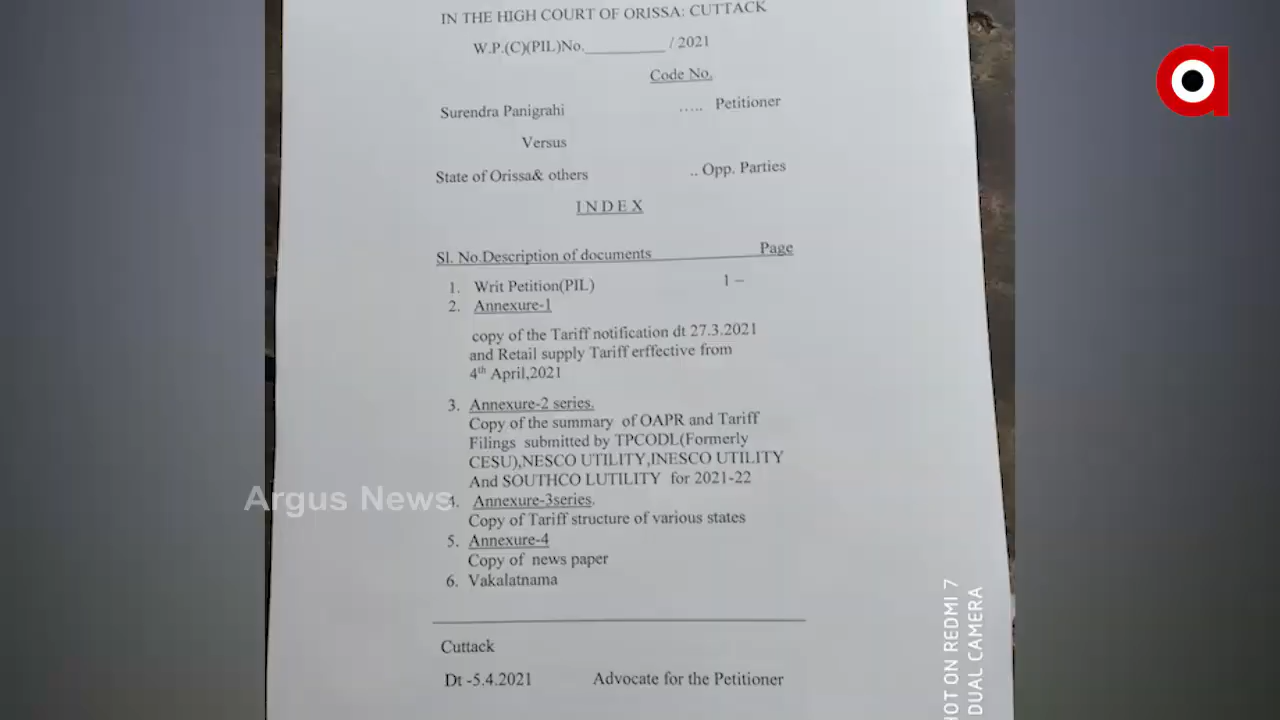 IN THE HIGH COURT OF ORISSA: CUTTACK
W.P.(C)(PIL)No.__________ / 2021
Code No.
Surendra Panigrahi ..... Petitioner
Versus
State of Orissa& others .. Opp. Parties
INDEX
Sl. No.Description of documents Page
1. Writ Petition(PIL) 1 –
2. Annexure-1
copy of the Tariff notification dt 27.3.2021
and Retail supply Tariff erffective from
4th April,2021
3. Annexure-2 series.
Copy of the summary of OAPR and Tariff
Filings submitted by TPCODL(Formerly
CESU),NESCO UTILITY,INESCO UTILITY
And SOUTHCO LUTILITY for 2021-22
4. Annexure-3series.
Copy of Tariff structure of various states
5. Annexure-4
Copy of news paper
6. Vakalatnama
Cuttack
Dt -5.4.2021 Advocate for the Petitioner
Argus News
HOT ON REDMI 7
DUAL CAMERA